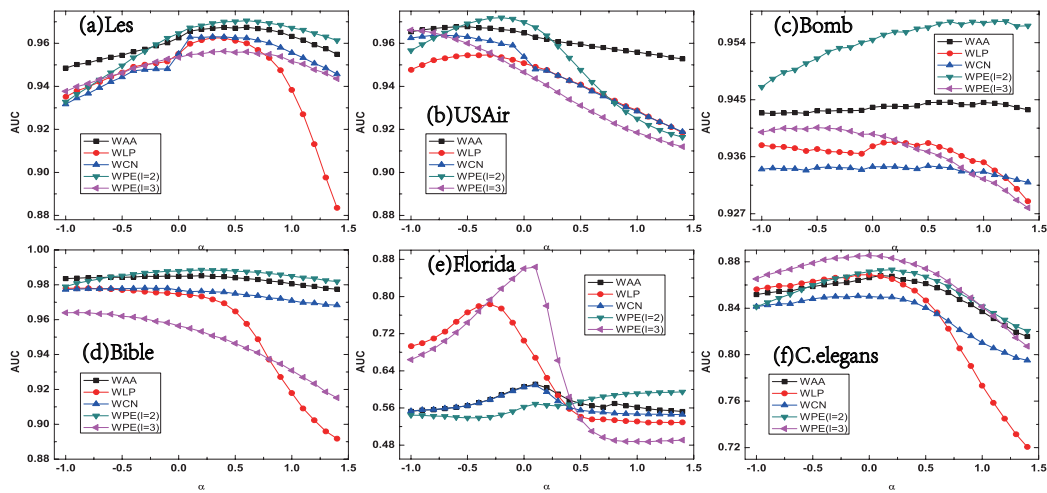 (a)Les
0.96
0.94
0.92
0.90
0.88
AUC
WAA
WLP
WCN
WPE(l=2)
WPE(l=3)
-1.0 -0.5 0.0 0.5 1.0 1.5
α
(b)USAir
0.98
0.96
0.94
0.92
0.90
0.88
AUC
WAA
WLP
WCN
WPE(l=2)
WPE(l=3)
-1.0 -0.5 0.0 0.5 1.0 1.5
α
(c)Bomb
0.954
0.945
0.936
0.927
AUC
WAA
WLP
WCN
WPE(l=2)
WPE(l=3)
-1.0 -0.5 0.0 0.5 1.0 1.5
α
(d)Bible
1.00
0.98
0.96
0.94
0.92
0.90
0.88
AUC
WAA
WLP
WCN
WPE(l=2)
WPE(l=3)
-1.0 -0.5 0.0 0.5 1.0 1.5
α
(e)Florida
0.88
0.80
0.72
0.64
0.56
0.48
AUC
WAA
WLP
WCN
WPE(l=2)
WPE(l=3)
-1.0 -0.5 0.0 0.5 1.0 1.5
α
(f)C.elegans
0.88
0.84
0.80
0.76
0.72
AUC
WAA
WLP
WCN
WPE(l=2)
WPE(l=3)
-1.0 -0.5 0.0 0.5 1.0 1.5
α